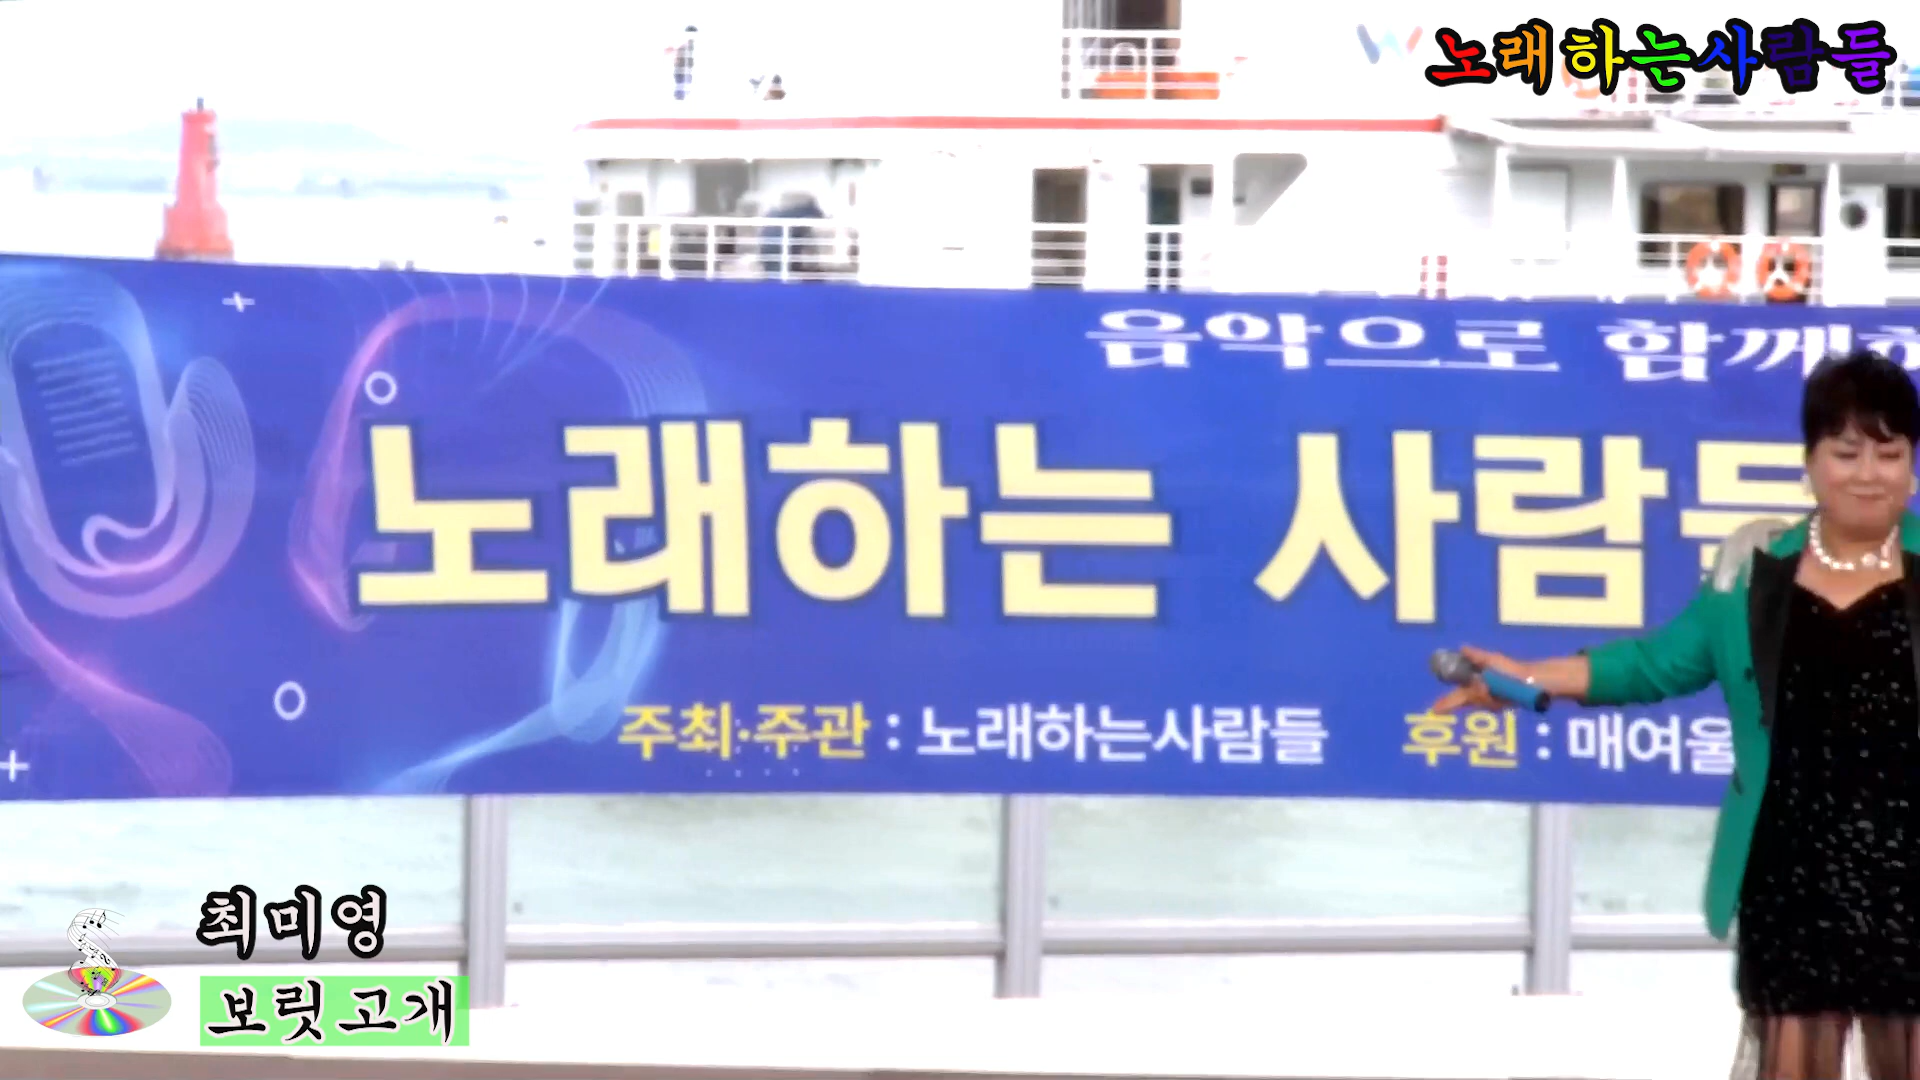 노래하는사람들
음악으로 함께하
노래하는 사람들
주최·주관 : 노래하는사람들 후원 : 매여울
최미영
보릿고개